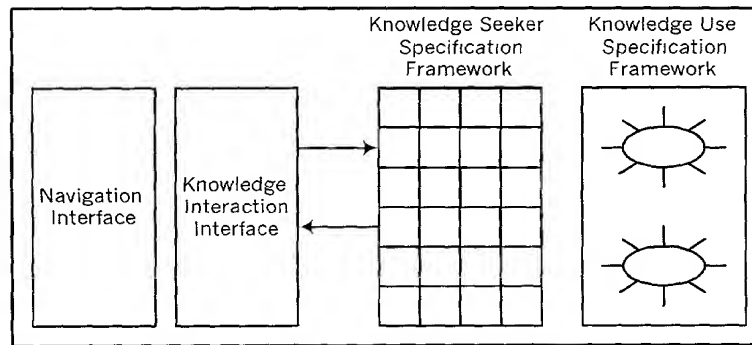 Knowledge Seeker
Specification
Framework
Knowledge Use
Specification
Framework
Navigation
Interface
Knowledge
Interaction
Interface